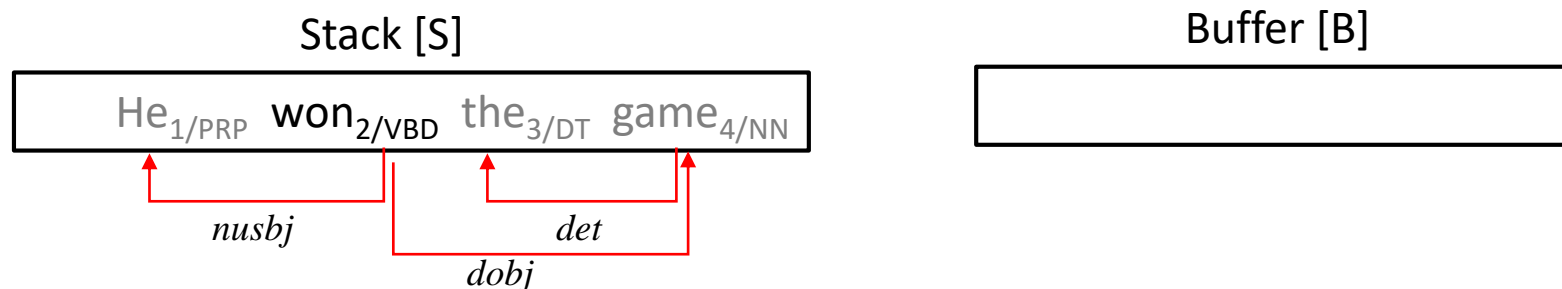 Stack [S]
Buffer [B]
He1/PRP won2/VBD the3/DT game4/NN
nusbj
det
dobj